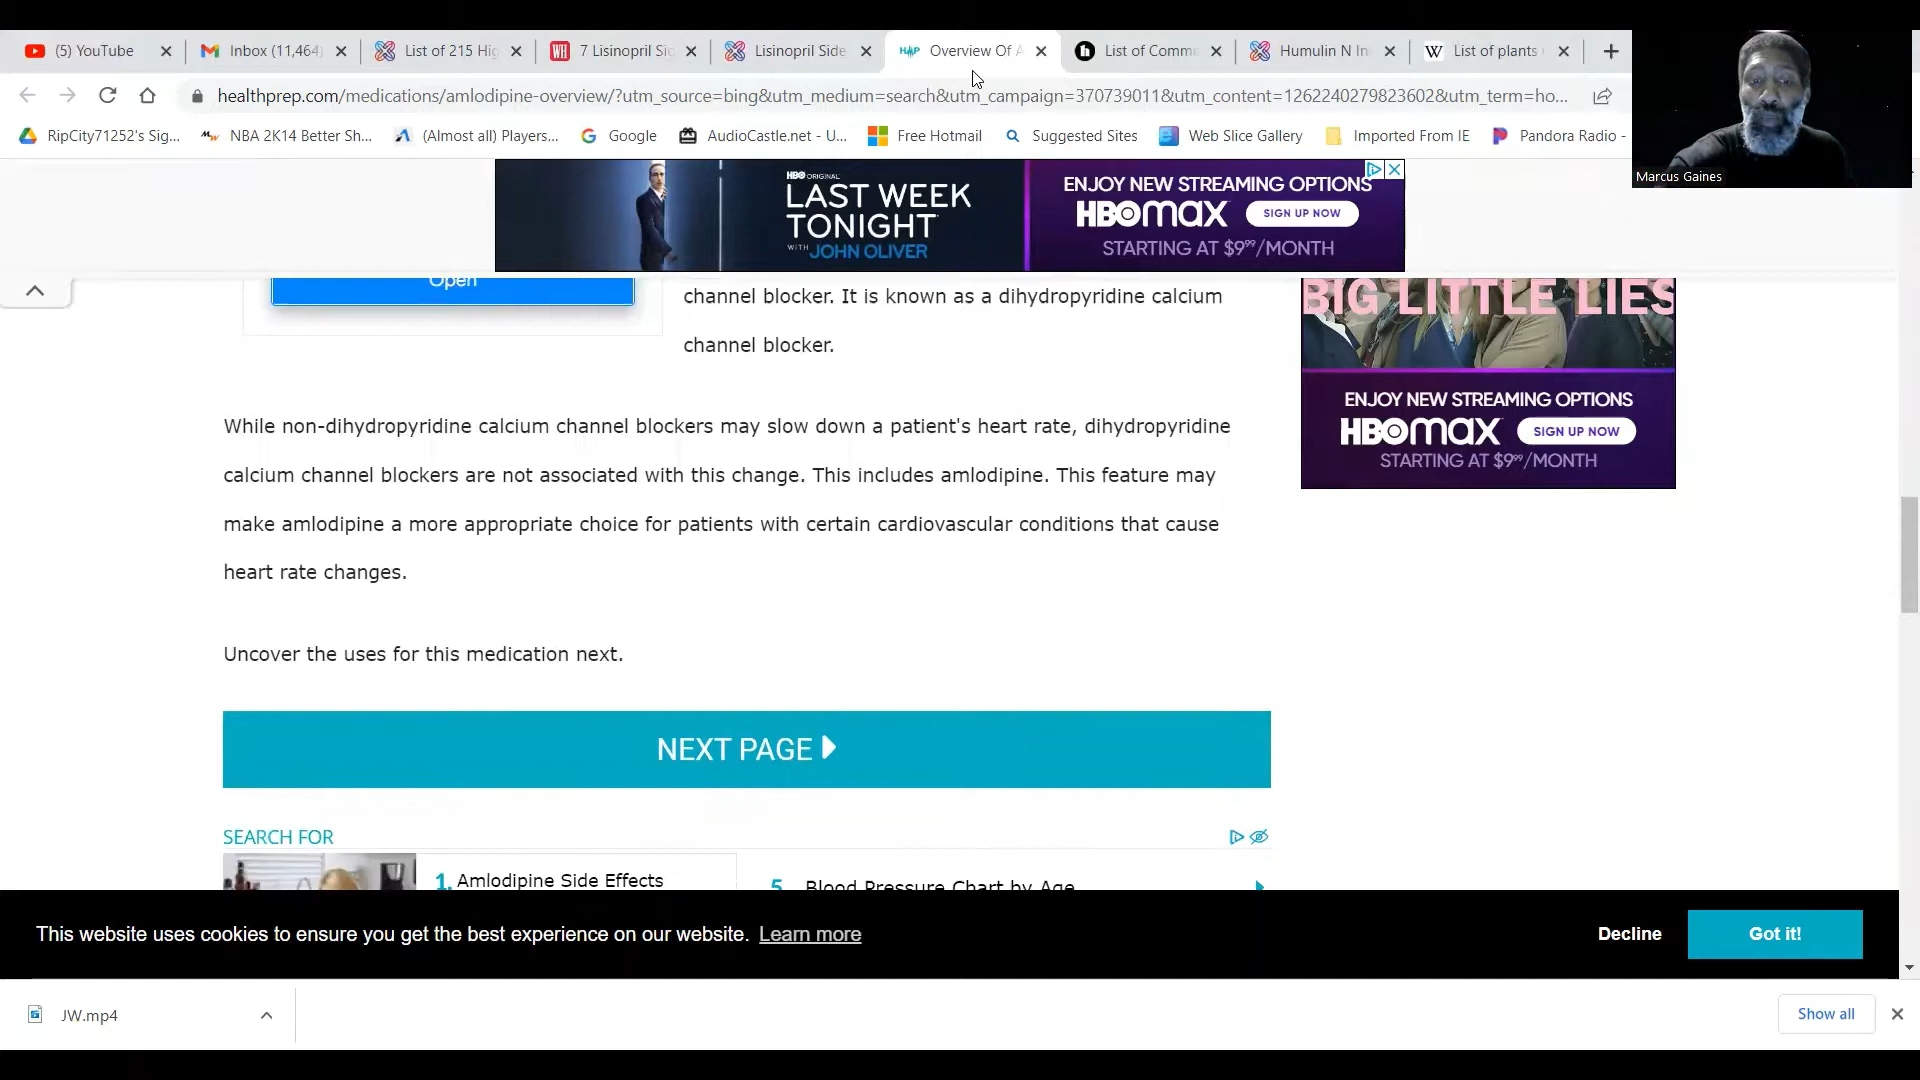 (5) YouTube
Inbox (11,464)
List of 215 Hig
7 Lisinopril Sid
Lisinopril Side
Overview Of A
List of Comm
Humulin N In
List of plants
healthprep.com/medications/amlodipine-overview/?utm_source=bing&utm_medium=search&utm_campaign=370739011&utm_content=1262240279823602&utm_term=ho...
RipCity71252's Sig...
NBA 2K14 Better Sh...
(Almost all) Players...
Google
AudioCastle.net - U...
Free Hotmail
Suggested Sites
Web Slice Gallery
Imported From IE
Pandora Radio -
Marcus Gaines
HBO ORIGINAL
LAST WEEK
TONIGHT
WITH JOHN OLIVER
ENJOY NEW STREAMING OPTIONS
HBOmax SIGN UP NOW
STARTING AT $9.99/MONTH
Open
channel blocker. It is known as a dihydropyridine calcium
channel blocker.
BIG LITTLE LIES
ENJOY NEW STREAMING OPTIONS
HBOmax SIGN UP NOW
STARTING AT $9.99/MONTH
While non-dihydropyridine calcium channel blockers may slow down a patient's heart rate, dihydropyridine
calcium channel blockers are not associated with this change. This includes amlodipine. This feature may
make amlodipine a more appropriate choice for patients with certain cardiovascular conditions that cause
heart rate changes.
Uncover the uses for this medication next.
NEXT PAGE
SEARCH FOR
1. Amlodipine Side Effects
5 Blood Pressure Chart by Age
This website uses cookies to ensure you get the best experience on our website. Learn more
Decline
Got it!
JW.mp4
Show all